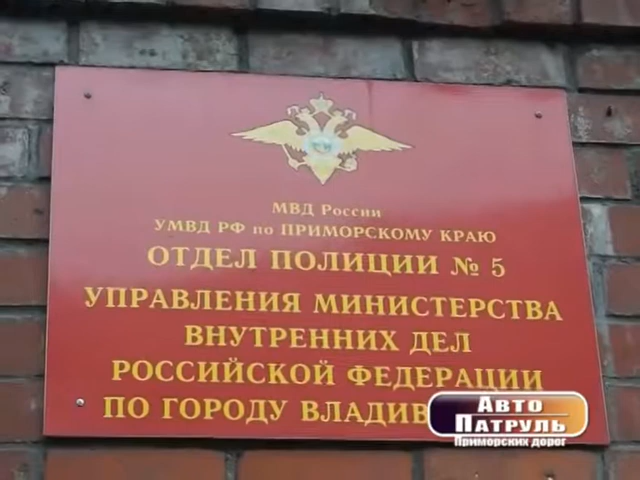 МВД России
УМВД РФ по ПРИМОРСКОМУ КРАЮ
ОТДЕЛ ПОЛИЦИИ № 5
УПРАВЛЕНИЯ МИНИСТЕРСТВА
ВНУТРЕННИХ ДЕЛ
РОССИЙСКОЙ ФЕДЕРАЦИИ
ПО ГОРОДУ ВЛАДИВ
Авто
Патруль
Приморских дорог